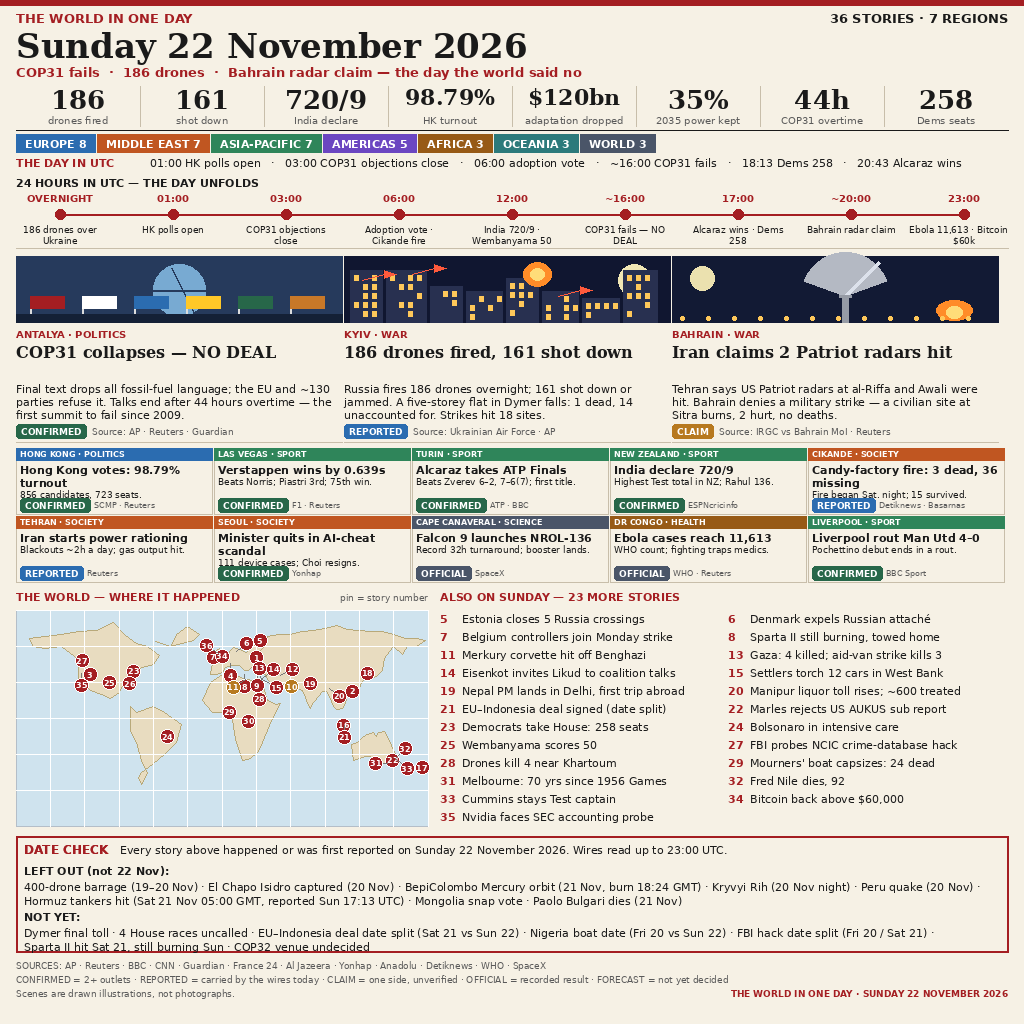 THE WORLD IN ONE DAY
36 STORIES · 7 REGIONS
Sunday 22 November 2026
COP31 fails · 186 drones · Bahrain radar claim — the day the world said no
186
drones fired
161
shot down
720/9
India declare
98.79%
HK turnout
$120bn
adaptation dropped
35%
2035 power kept
44h
COP31 overtime
258
Dems seats
EUROPE 8
MIDDLE EAST 7
ASIA-PACIFIC 7
AMERICAS 5
AFRICA 3
OCEANIA 3
WORLD 3
THE DAY IN UTC
01:00 HK polls open · 03:00 COP31 objections close · 06:00 adoption vote · ~16:00 COP31 fails · 18:13 Dems 258 · 20:43 Alcaraz wins
24 HOURS IN UTC — THE DAY UNFOLDS
OVERNIGHT
186 drones over
Ukraine
01:00
HK polls open
03:00
COP31 objections
close
06:00
Adoption vote ·
Cikande fire
12:00
India 720/9 ·
Wembanyama 50
~16:00
COP31 fails — NO
DEAL
17:00
Alcaraz wins · Dems
258
~20:00
Bahrain radar claim
23:00
Ebola 11,613 · Bitcoin
$60k
ANTALYA · POLITICS
COP31 collapses — NO DEAL
Final text drops all fossil-fuel language; the EU and ~130
parties refuse it. Talks end after 44 hours overtime — the
first summit to fail since 2009.
CONFIRMED Source: AP · Reuters · Guardian
KYIV · WAR
186 drones fired, 161 shot down
Russia fires 186 drones overnight; 161 shot down or
jammed. A five-storey flat in Dymer falls: 1 dead, 14
unaccounted for. Strikes hit 18 sites.
REPORTED Source: Ukrainian Air Force · AP
BAHRAIN · WAR
Iran claims 2 Patriot radars hit
Tehran says US Patriot radars at al-Riffa and Awali were
hit. Bahrain denies a military strike — a civilian site at
Sitra burns, 2 hurt, no deaths.
CLAIM Source: IRGC vs Bahrain MoI · Reuters
HONG KONG · POLITICS
Hong Kong votes: 98.79%
turnout
856 candidates, 723 seats.
CONFIRMED SCMP · Reuters
LAS VEGAS · SPORT
Verstappen wins by 0.639s
Beats Norris; Piastri 3rd; 75th win.
CONFIRMED F1 · Reuters
TURIN · SPORT
Alcaraz takes ATP Finals
Beats Zverev 6–2, 7–6(7); first title.
CONFIRMED ATP · BBC
NEW ZEALAND · SPORT
India declare 720/9
Highest Test total in NZ; Rahul 136.
CONFIRMED ESPNcricinfo
CIKANDE · SOCIETY
Candy-factory fire: 3 dead, 36
missing
Fire began Sat. night; 15 survived.
REPORTED Detiknews · Basarnas
TEHRAN · SOCIETY
Iran starts power rationing
Blackouts ~2h a day; gas output hit.
REPORTED Reuters
SEOUL · SOCIETY
Minister quits in AI-cheat
scandal
111 device cases; Choi resigns.
CONFIRMED Yonhap
CAPE CANAVERAL · SCIENCE
Falcon 9 launches NROL-136
Record 32h turnaround; booster lands.
OFFICIAL SpaceX
DR CONGO · HEALTH
Ebola cases reach 11,613
WHO count; fighting traps medics.
OFFICIAL WHO · Reuters
LIVERPOOL · SPORT
Liverpool rout Man Utd 4–0
Pochettino debut ends in a rout.
CONFIRMED BBC Sport
THE WORLD — WHERE IT HAPPENED
pin = story number
36
6
5
7
34
1
27
3
23
35
25
26
13
14
12
4
11
8
9
15
10
19
18
28
20
2
29
30
24
16
21
32
31
22
33
17
ALSO ON SUNDAY — 23 MORE STORIES
5 Estonia closes 5 Russia crossings
6 Denmark expels Russian attaché
7 Belgium controllers join Monday strike
8 Sparta II still burning, towed home
11 Merkury corvette hit off Benghazi
13 Gaza: 4 killed; aid-van strike kills 3
14 Eisenkot invites Likud to coalition talks
15 Settlers torch 12 cars in West Bank
19 Nepal PM lands in Delhi, first trip abroad
20 Manipur liquor toll rises; ~600 treated
21 EU–Indonesia deal signed (date split)
22 Marles rejects US AUKUS sub report
23 Democrats take House: 258 seats
24 Bolsonaro in intensive care
25 Wembanyama scores 50
27 FBI probes NCIC crime-database hack
28 Drones kill 4 near Khartoum
29 Mourners' boat capsizes: 24 dead
31 Melbourne: 70 yrs since 1956 Games
32 Fred Nile dies, 92
33 Cummins stays Test captain
34 Bitcoin back above $60,000
35 Nvidia faces SEC accounting probe
DATE CHECK Every story above happened or was first reported on Sunday 22 November 2026. Wires read up to 23:00 UTC.
LEFT OUT (not 22 Nov):
400-drone barrage (19–20 Nov) · El Chapo Isidro captured (20 Nov) · BepiColombo Mercury orbit (21 Nov, burn 18:24 GMT) · Kryvyi Rih (20 Nov night) · Peru quake (20 Nov) ·
Hormuz tankers hit (Sat 21 Nov 05:00 GMT, reported Sun 17:13 UTC) · Mongolia snap vote · Paolo Bulgari dies (21 Nov)
NOT YET:
Dymer final toll · 4 House races uncalled · EU–Indonesia deal date split (Sat 21 vs Sun 22) · Nigeria boat date (Fri 20 vs Sun 22) · FBI hack date split (Fri 20 / Sat 21) ·
Sparta II hit Sat 21, still burning Sun · COP32 venue undecided
SOURCES: AP · Reuters · BBC · CNN · Guardian · France 24 · Al Jazeera · Yonhap · Anadolu · Detiknews · WHO · SpaceX
CONFIRMED = 2+ outlets · REPORTED = carried by the wires today · CLAIM = one side, unverified · OFFICIAL = recorded result · FORECAST = not yet decided
Scenes are drawn illustrations, not photographs.
THE WORLD IN ONE DAY · SUNDAY 22 NOVEMBER 2026